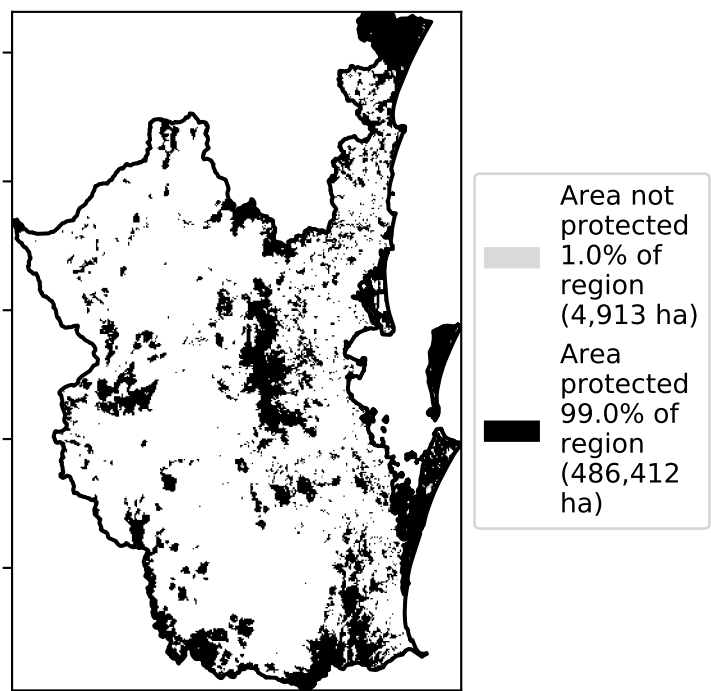 Area not
protected
1.0% of
region
(4,913 ha)
Area
protected
99.0% of
region
(486,412
ha)